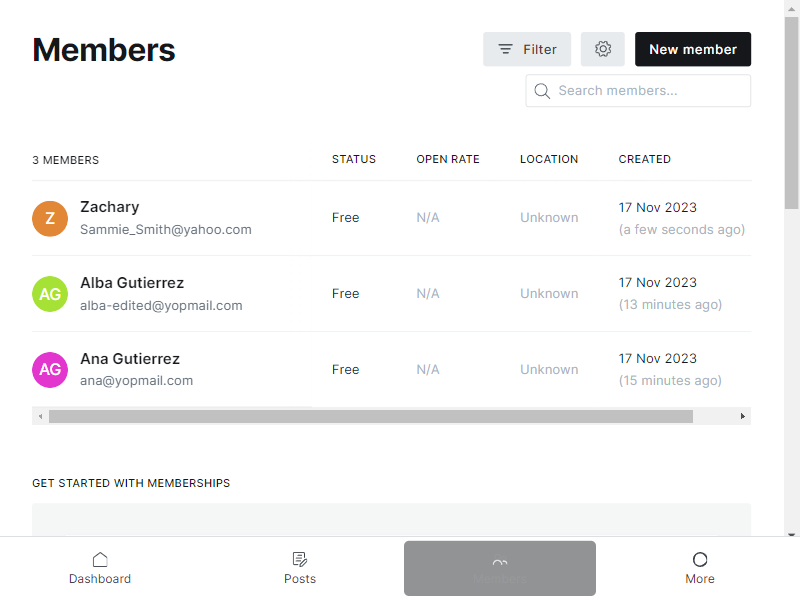 Members
Filter
New member
Search members...
3 MEMBERS STATUS OPEN RATE LOCATION CREATED
Z Zachary Free N/A Unknown 17 Nov 2023
Sammie_Smith@yahoo.com (a few seconds ago)
AG Alba Gutierrez Free N/A Unknown 17 Nov 2023
alba-edited@yopmail.com (13 minutes ago)
AG Ana Gutierrez Free N/A Unknown 17 Nov 2023
ana@yopmail.com (15 minutes ago)
GET STARTED WITH MEMBERSHIPS
Dashboard Posts Members More